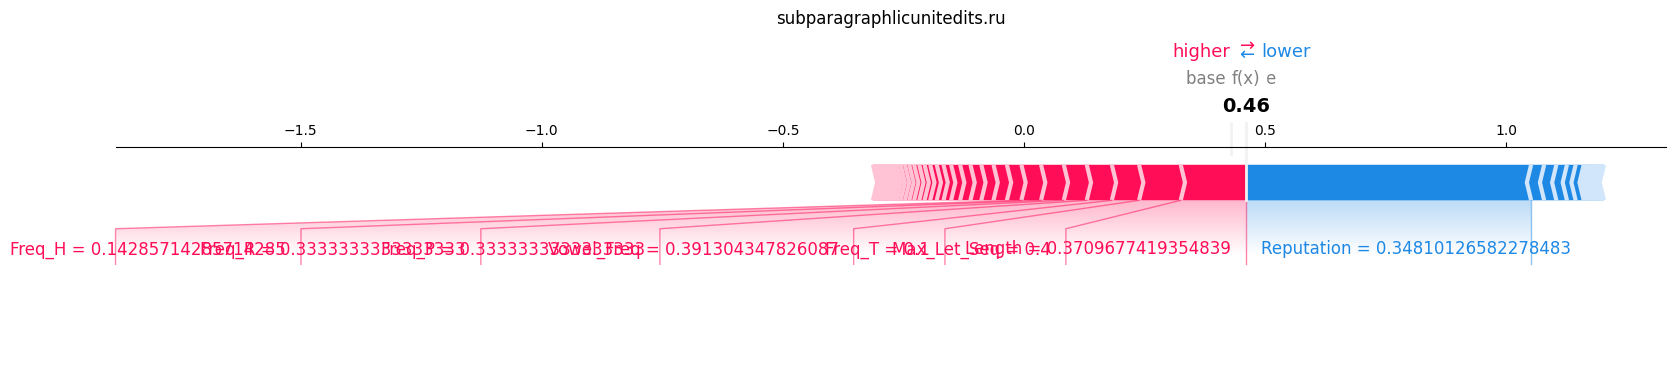 subparagraphlicunitedits.ru
higher ⇄ lower
base f(x) e
0.46
−1.5 −1.0 −0.5 0.0 0.5 1.0
Freq_H = 0.14285714285714285 Freq_P = 0.3333333333333333 Vowel_Freq = 0.391304347826087 Freq_T = 0.1 Max_Let_Seq = 0.4 Length = 0.3709677419354839 Reputation = 0.34810126582278483